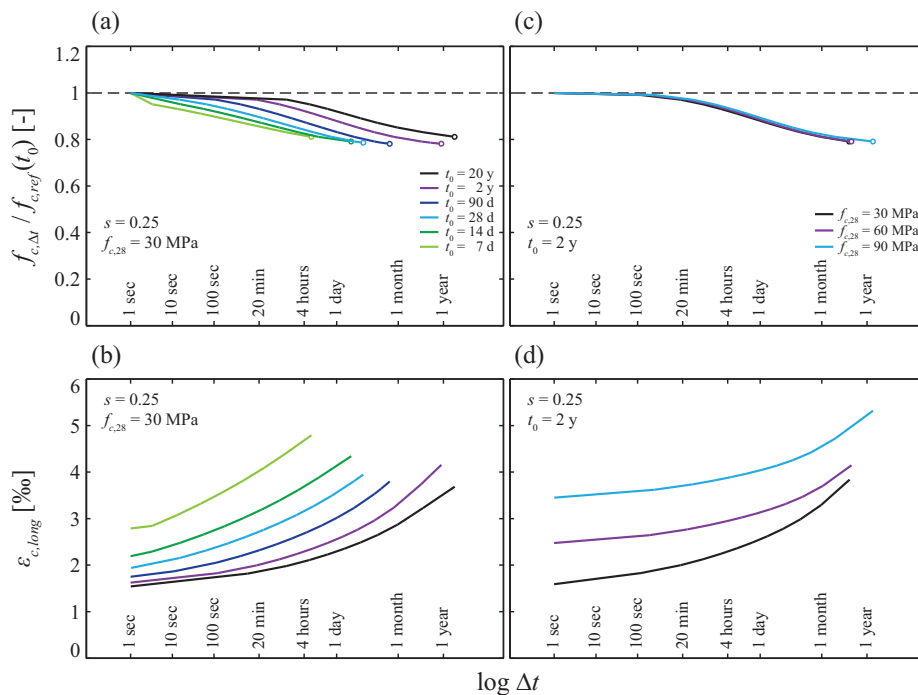 (a)
(c)
f_{c,Δt} / f_{c,ref}(t_0) [-]
1.2
1
0.8
0.6
0.4
0.2
0
s = 0.25
f_{c,28} = 30 MPa
t_0 = 20 y
t_0 = 2 y
t_0 = 90 d
t_0 = 28 d
t_0 = 14 d
t_0 = 7 d
1 sec
10 sec
100 sec
20 min
4 hours
1 day
1 month
1 year
s = 0.25
t_0 = 2 y
f_{c,28} = 30 MPa
f_{c,28} = 60 MPa
f_{c,28} = 90 MPa
1 sec
10 sec
100 sec
20 min
4 hours
1 day
1 month
1 year
(b)
(d)
ε_{c,long} [‰]
6
5
4
3
2
1
0
s = 0.25
f_{c,28} = 30 MPa
1 sec
10 sec
100 sec
20 min
4 hours
1 day
1 month
1 year
s = 0.25
t_0 = 2 y
1 sec
10 sec
100 sec
20 min
4 hours
1 day
1 month
1 year
log Δt